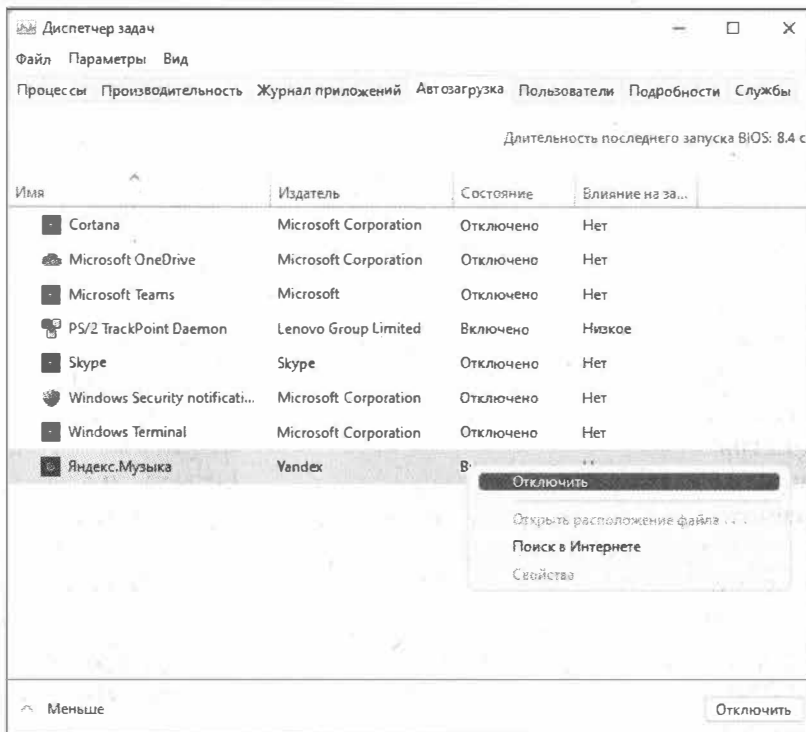 Диспетчер задач
Файл Параметры Вид
Процессы Производительность Журнал приложений Автозагрузка Пользователи Подробности Службы
Длительность последнего запуска BIOS: 8.4 с
Имя Издатель Состояние Влияние на за...
Cortana Microsoft Corporation Отключено Нет
Microsoft OneDrive Microsoft Corporation Отключено Нет
Microsoft Teams Microsoft Отключено Нет
PS/2 TrackPoint Daemon Lenovo Group Limited Включено Низкое
Skype Skype Отключено Нет
Windows Security notificati... Microsoft Corporation Отключено Нет
Windows Terminal Microsoft Corporation Отключено Нет
Яндекс.Музыка Yandex
Отключить
Открыть расположение файла
Поиск в Интернете
Свойства
Меньше Отключить